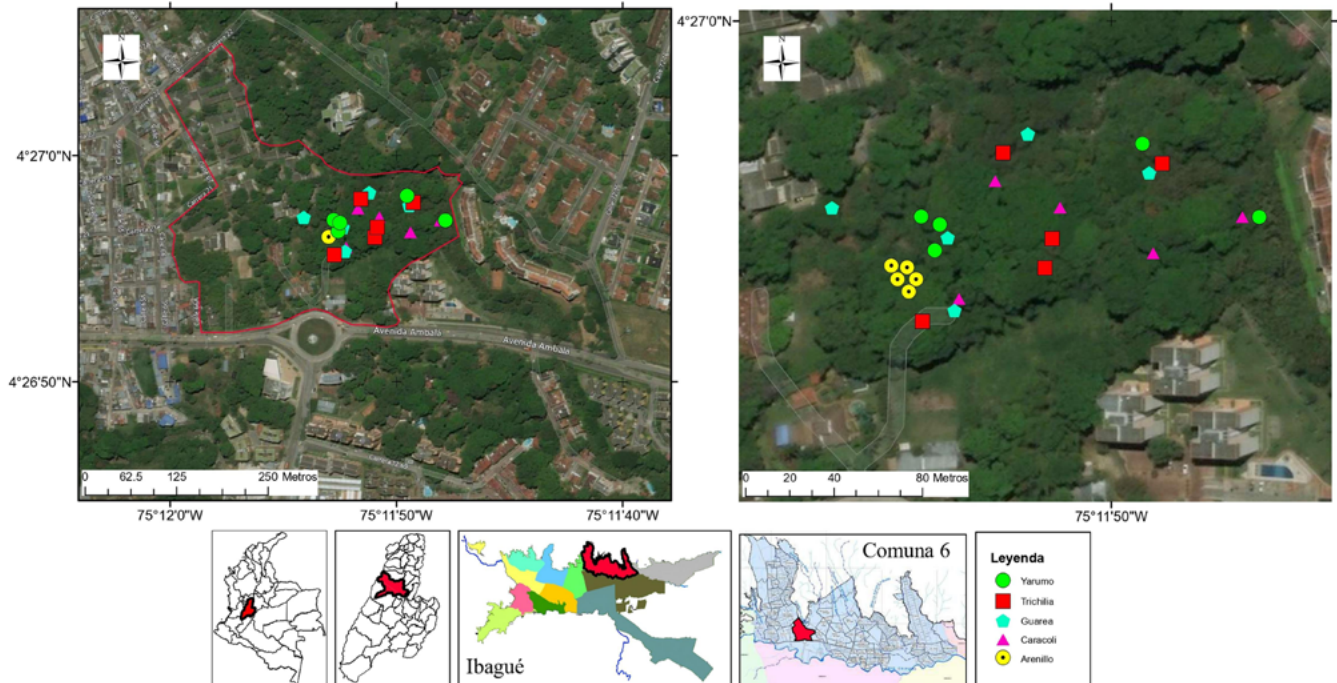 4°27'0"N
4°26'50"N
N
Avenida Ambalá
Avenida Ambalá
0 62.5 125 250 Metros
75°12'0"W 75°11'50"W 75°11'40"W
4°27'0"N
N
0 20 40 80 Metros
75°11'50"W
Ibagué
Comuna 6
Leyenda
Yarumo
Trichilia
Guarea
Caracolí
Arenillo